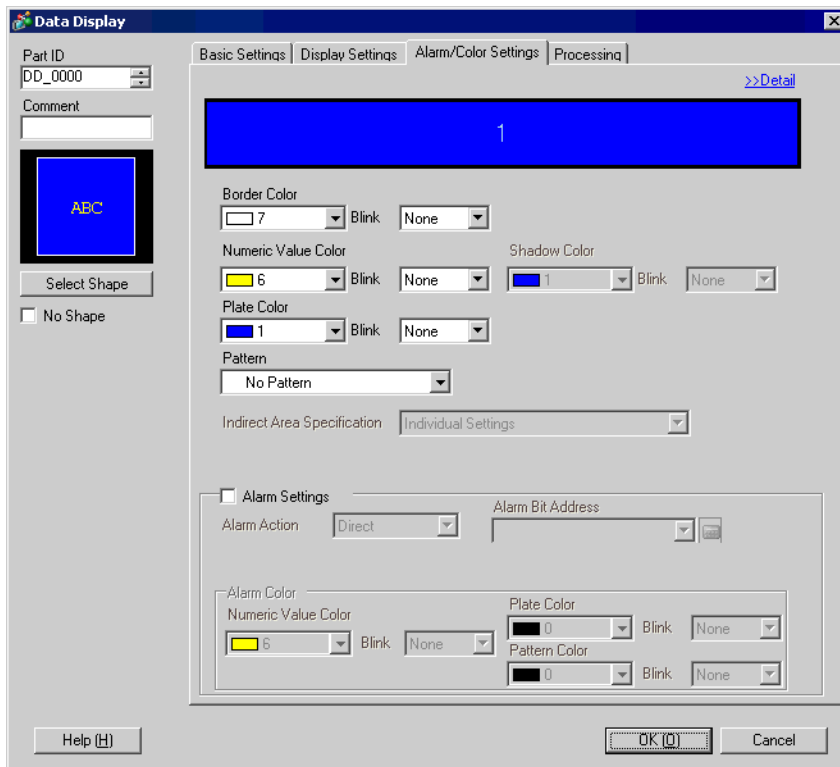 Data Display
Part ID
DD_0000
Comment
ABC
Select Shape
No Shape
Basic Settings Display Settings Alarm/Color Settings Processing
>>Detail
1
Border Color
7 Blink None
Numeric Value Color Shadow Color
6 Blink None 1 Blink None
Plate Color
1 Blink None
Pattern
No Pattern
Indirect Area Specification Individual Settings
Alarm Settings
Alarm Action Direct Alarm Bit Address
Alarm Color
Numeric Value Color Plate Color
6 Blink None 0 Blink None
Pattern Color
0 Blink None
Help (H) OK (O) Cancel